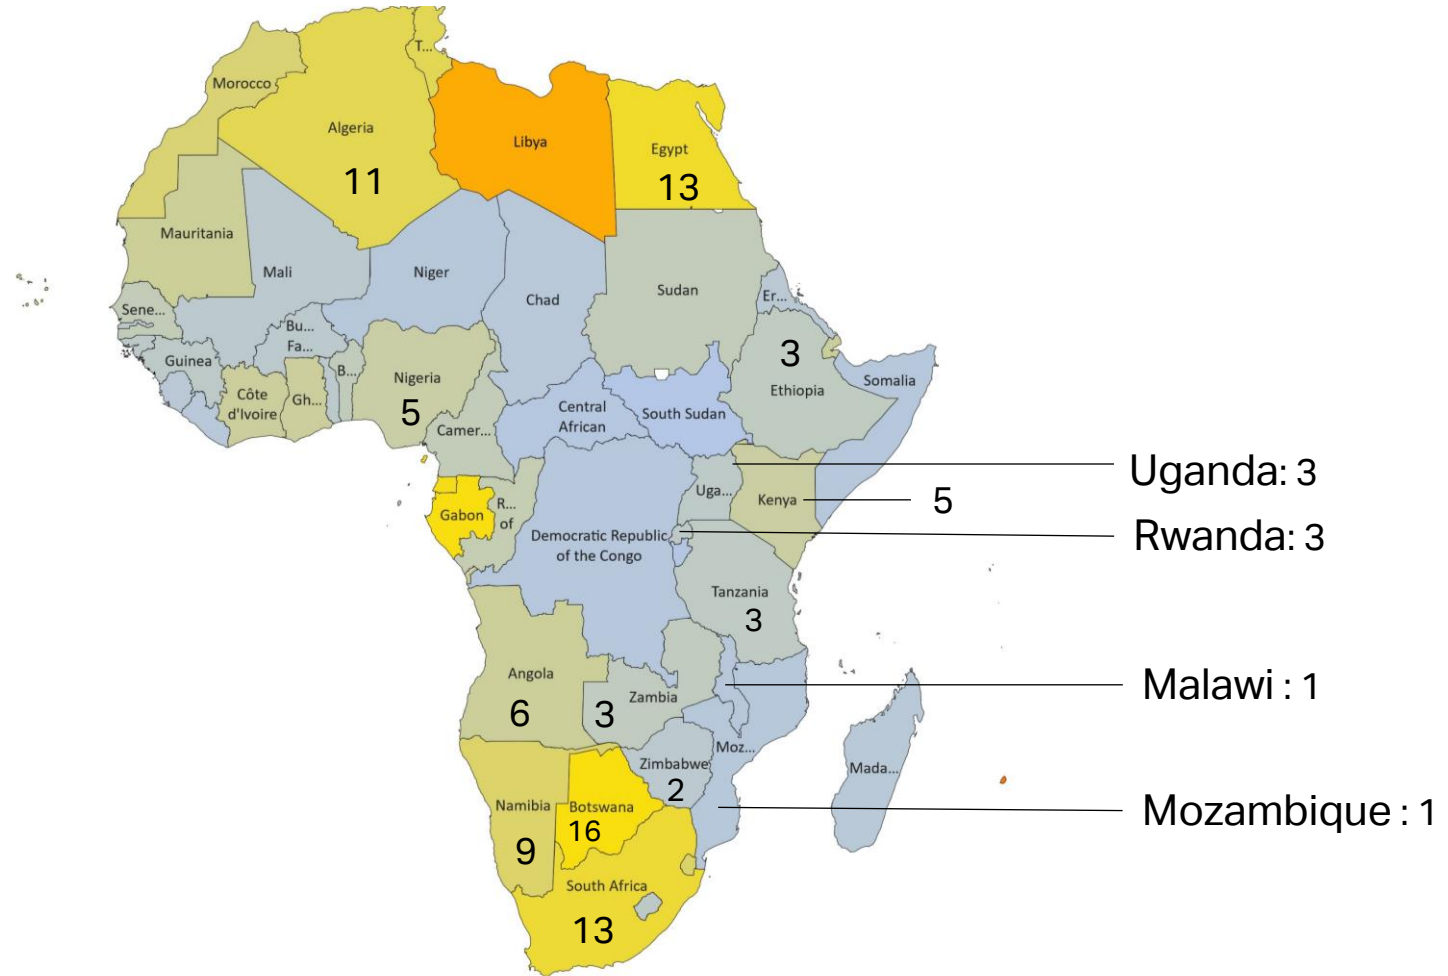 T...
Morocco
Algeria
11
Libya
Egypt
13
Mauritania
Mali
Niger
Chad
Sudan
Er...
Sene...
Bu...
Fa...
Guinea
B...
Nigeria
5
3
Ethiopia
Somalia
Côte
d'Ivoire
Gh...
Camer...
Central
African
South Sudan
Uganda: 3
Uga...
Kenya
5
Gabon
R...
of
Rwanda: 3
Democratic Republic
of the Congo
Tanzania
3
Angola
6
3
Zambia
Malawi : 1
Moz...
Zimbabwe
2
Mada...
Namibia
9
Botswana
16
Mozambique : 1
South Africa
13